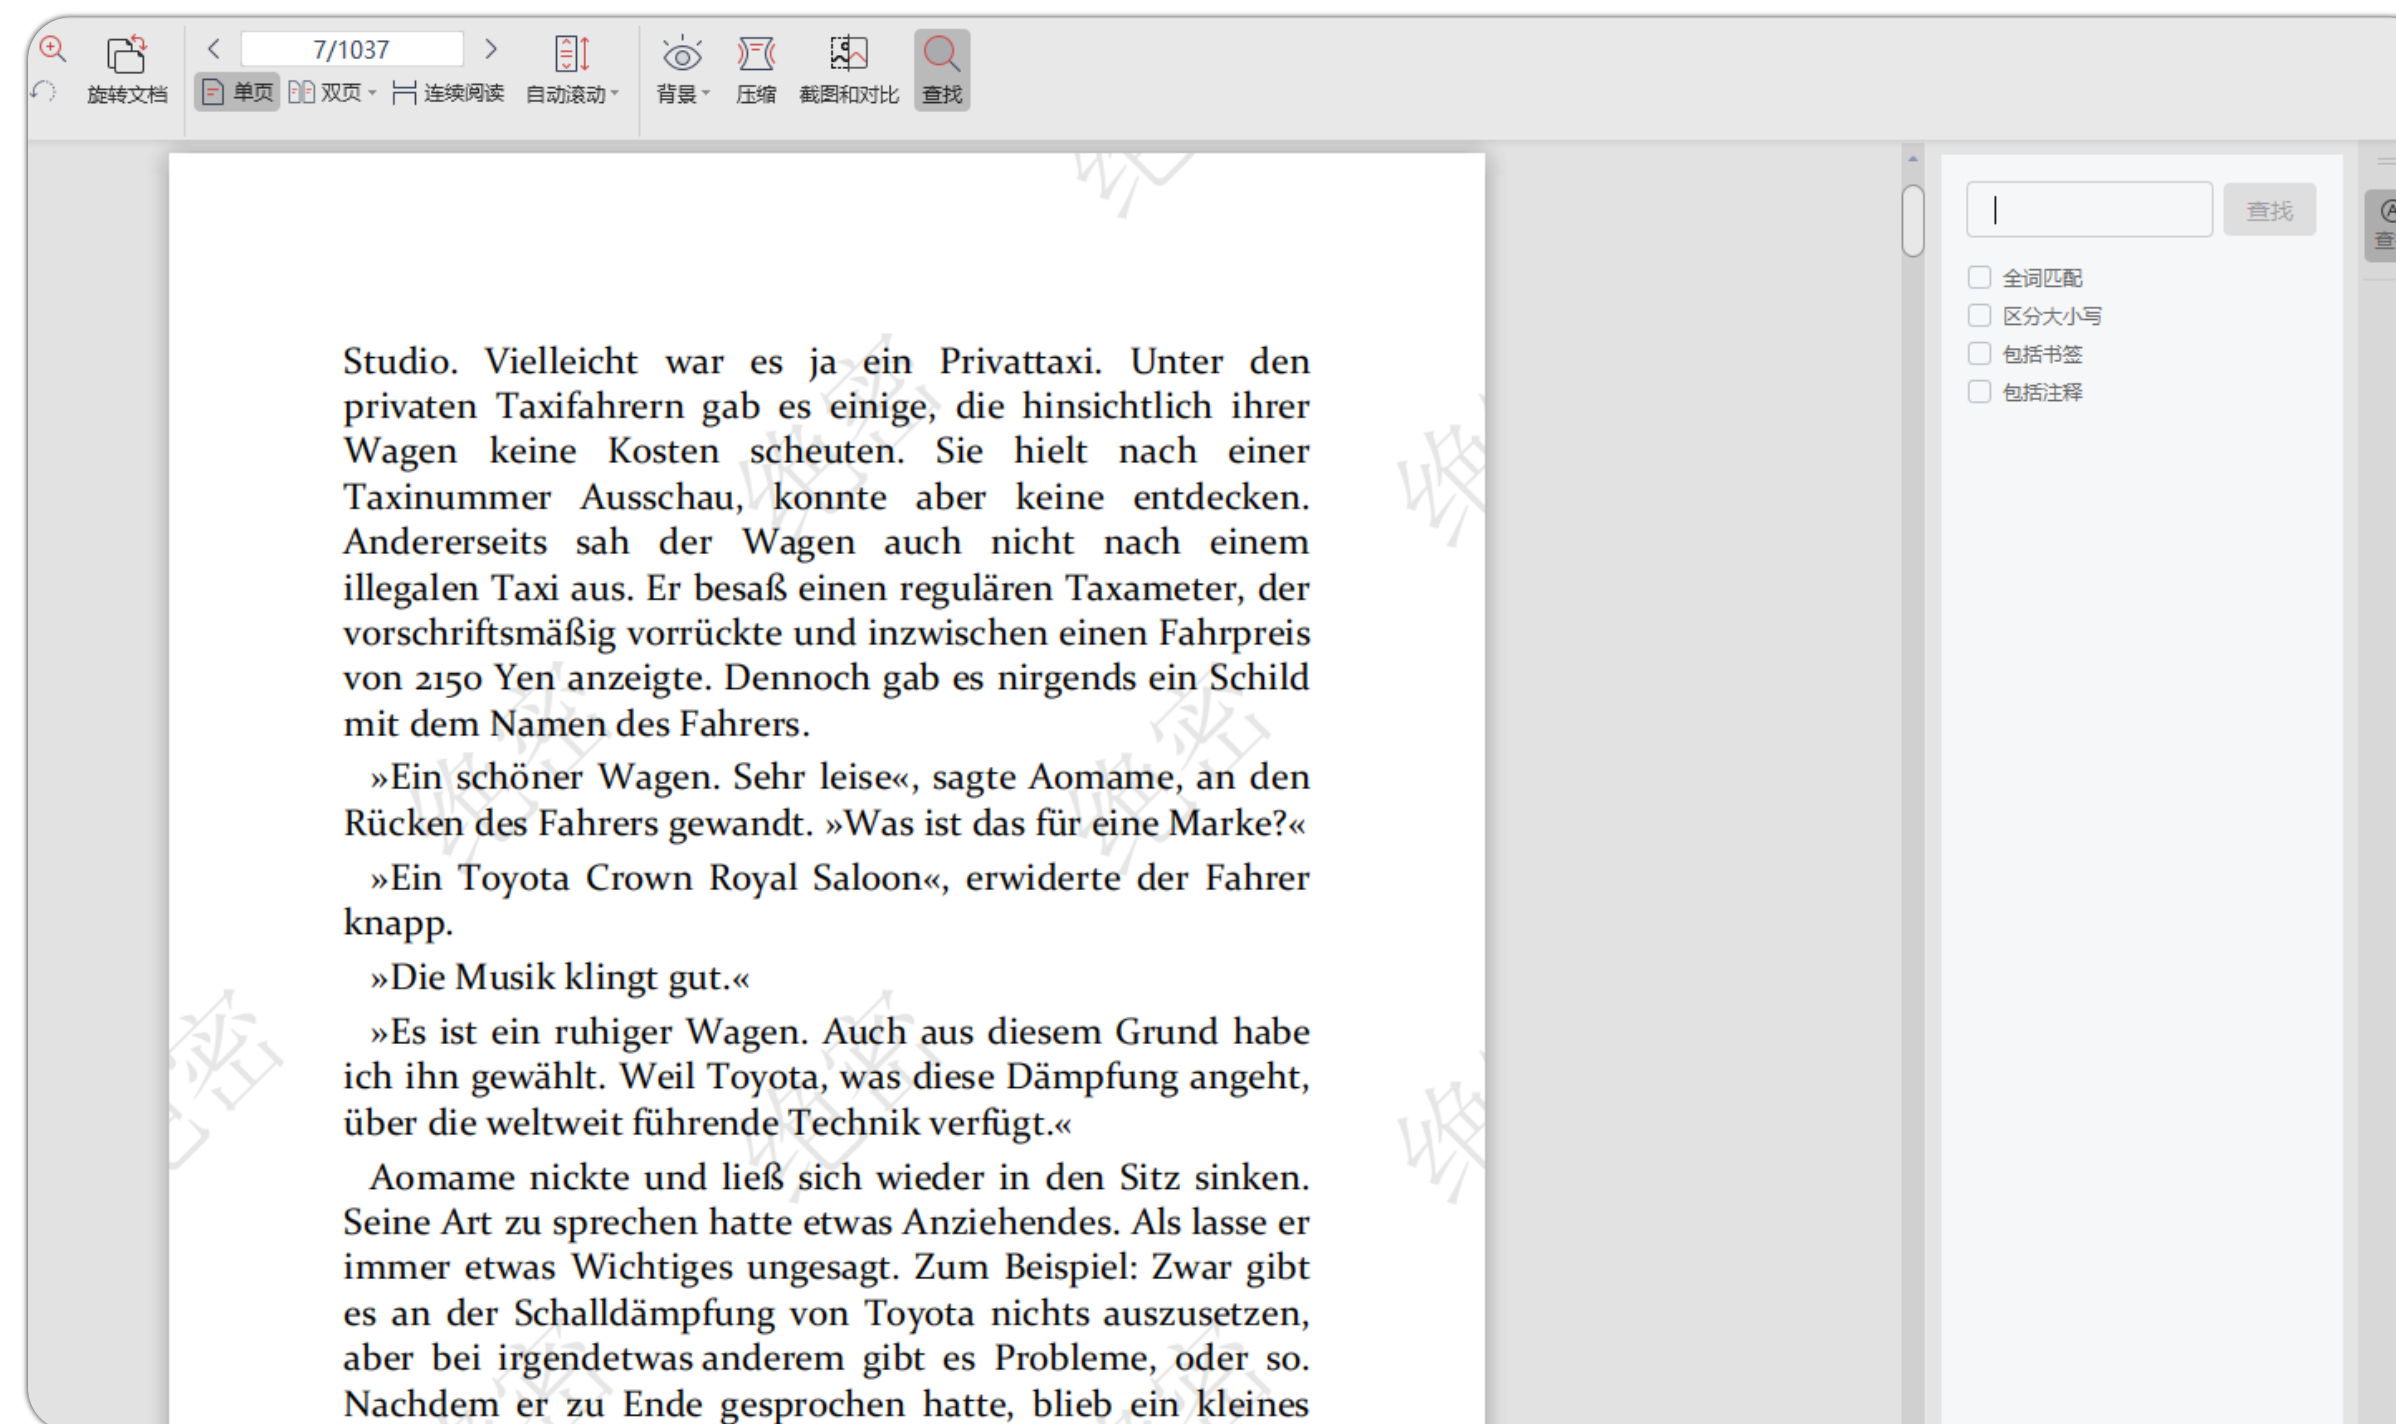 7/1037
旋转文档
单页
双页
连续阅读
自动滚动
背景
压缩
截图和对比
查找
Studio. Vielleicht war es ja ein Privattaxi. Unter den
privaten Taxifahrern gab es einige, die hinsichtlich ihrer
Wagen keine Kosten scheuten. Sie hielt nach einer
Taxinummer Ausschau, konnte aber keine entdecken.
Andererseits sah der Wagen auch nicht nach einem
illegalen Taxi aus. Er besaß einen regulären Taxameter, der
vorschriftsmäßig vorrückte und inzwischen einen Fahrpreis
von 2150 Yen anzeigte. Dennoch gab es nirgends ein Schild
mit dem Namen des Fahrers.
»Ein schöner Wagen. Sehr leise«, sagte Aomame, an den
Rücken des Fahrers gewandt. »Was ist das für eine Marke?«
»Ein Toyota Crown Royal Saloon«, erwiderte der Fahrer
knapp.
»Die Musik klingt gut.«
»Es ist ein ruhiger Wagen. Auch aus diesem Grund habe
ich ihn gewählt. Weil Toyota, was diese Dämpfung angeht,
über die weltweit führende Technik verfügt.«
Aomame nickte und ließ sich wieder in den Sitz sinken.
Seine Art zu sprechen hatte etwas Anziehendes. Als lasse er
immer etwas Wichtiges ungesagt. Zum Beispiel: Zwar gibt
es an der Schalldämpfung von Toyota nichts auszusetzen,
aber bei irgendetwas anderem gibt es Probleme, oder so.
Nachdem er zu Ende gesprochen hatte, blieb ein kleines
绝密
绝密
绝密
绝密
查找
全词匹配
区分大小写
包括书签
包括注释